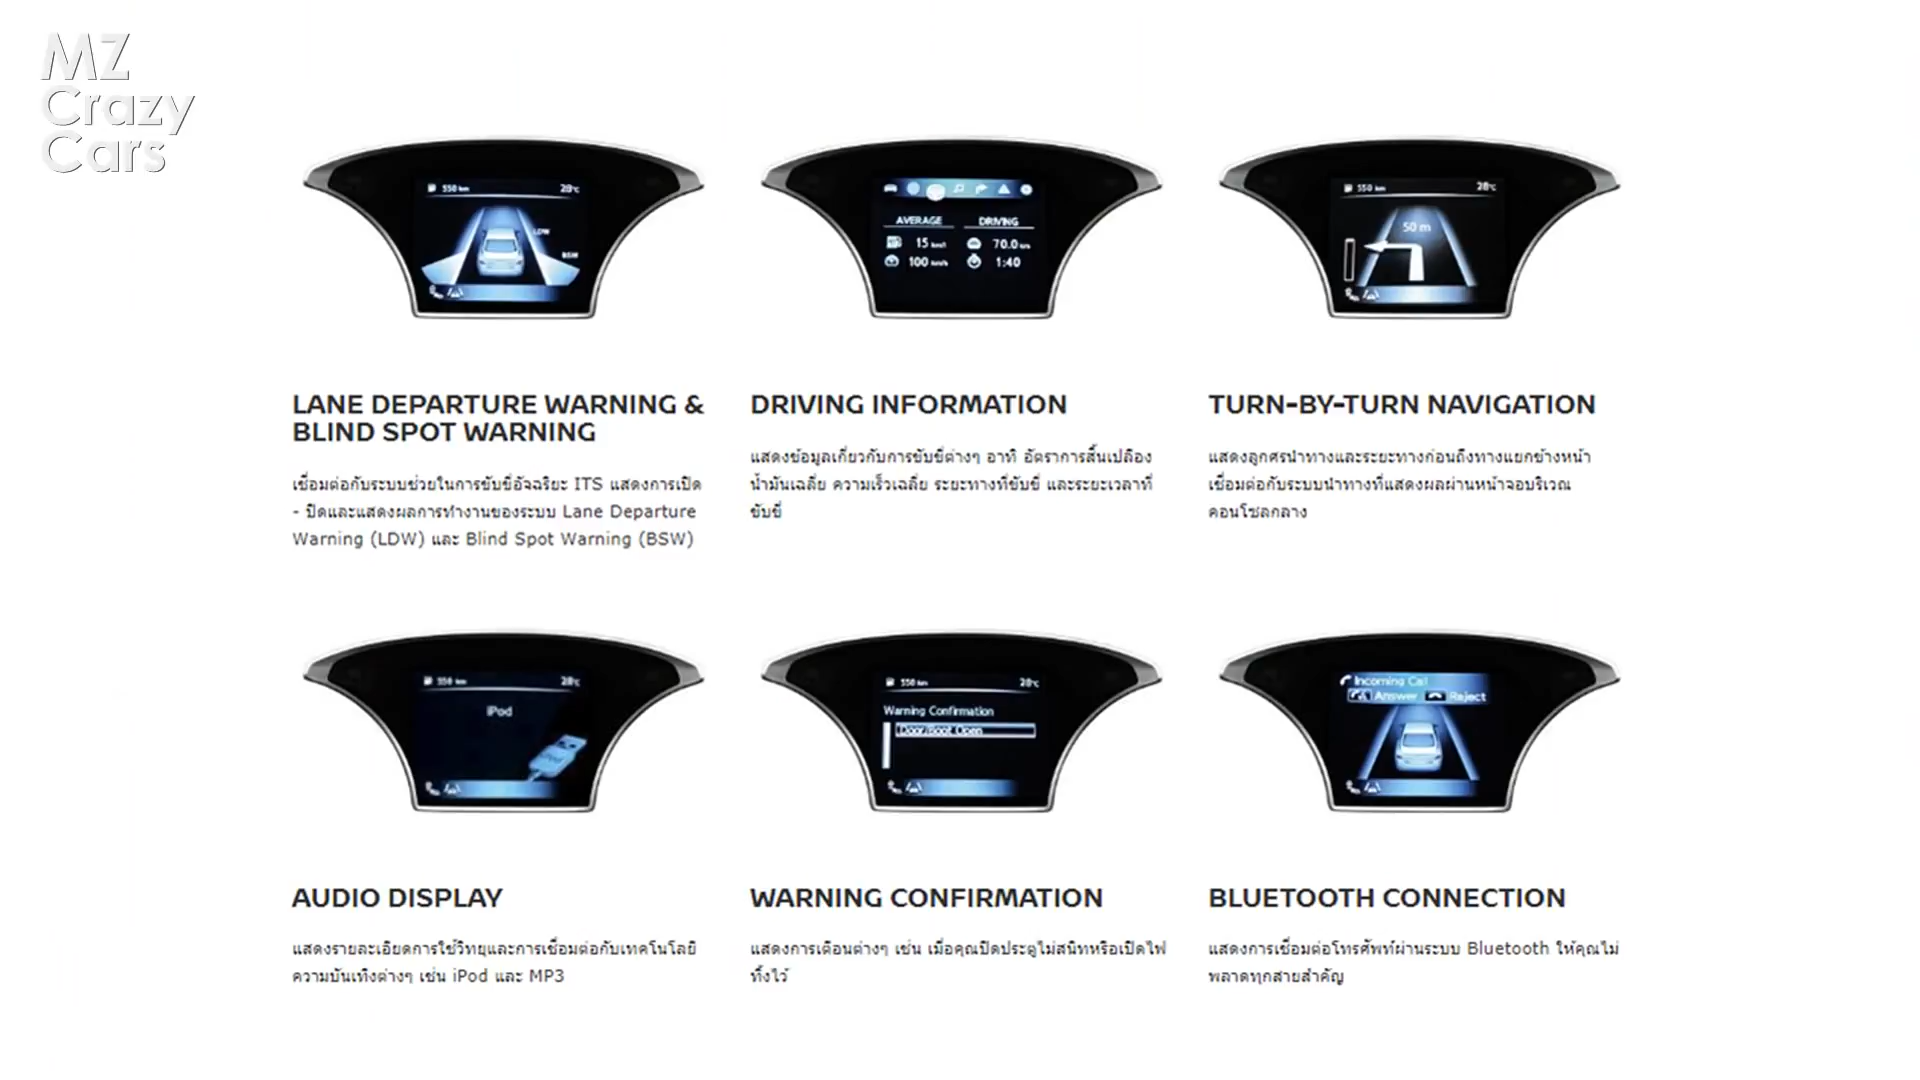 MZ
Crazy
Cars
550 km 28°C
LDW
BSW
AVERAGE DRIVING
15 km/l 70.0 km
100 km/h 1:40
550 km 28°C
50 m
LANE DEPARTURE WARNING &
BLIND SPOT WARNING
เชื่อมต่อกับระบบช่วยในการขับขี่อัจฉริยะ ITS แสดงการเปิด
- ปิดและแสดงผลการทำงานของระบบ Lane Departure
Warning (LDW) และ Blind Spot Warning (BSW)
DRIVING INFORMATION
แสดงข้อมูลเกี่ยวกับการขับขี่ต่างๆ อาทิ อัตราการสิ้นเปลือง
น้ำมันเฉลี่ย ความเร็วเฉลี่ย ระยะทางที่ขับขี่ และระยะเวลาที่
ขับขี่
TURN-BY-TURN NAVIGATION
แสดงลูกศรนำทางและระยะทางก่อนถึงทางแยกข้างหน้า
เชื่อมต่อกับระบบนำทางที่แสดงผลผ่านหน้าจอบริเวณ
คอนโซลกลาง
550 km 28°C
iPod
iPod
550 km 28°C
Warning Confirmation
Door/Boot Open
Incoming Call
Answer Reject
AUDIO DISPLAY
แสดงรายละเอียดการใช้วิทยุและการเชื่อมต่อกับเทคโนโลยี
ความบันเทิงต่างๆ เช่น iPod และ MP3
WARNING CONFIRMATION
แสดงการเตือนต่างๆ เช่น เมื่อคุณปิดประตูไม่สนิทหรือเปิดไฟ
ทิ้งไว้
BLUETOOTH CONNECTION
แสดงการเชื่อมต่อโทรศัพท์ผ่านระบบ Bluetooth ให้คุณไม่
พลาดทุกสายสำคัญ